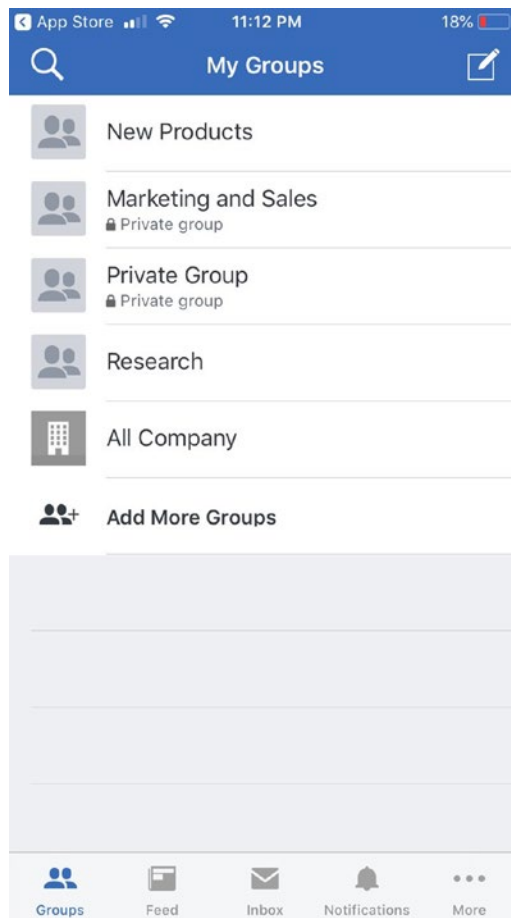 App Store 11:12 PM 18%
My Groups
New Products
Marketing and Sales
Private group
Private Group
Private group
Research
All Company
Add More Groups
Groups Feed Inbox Notifications More